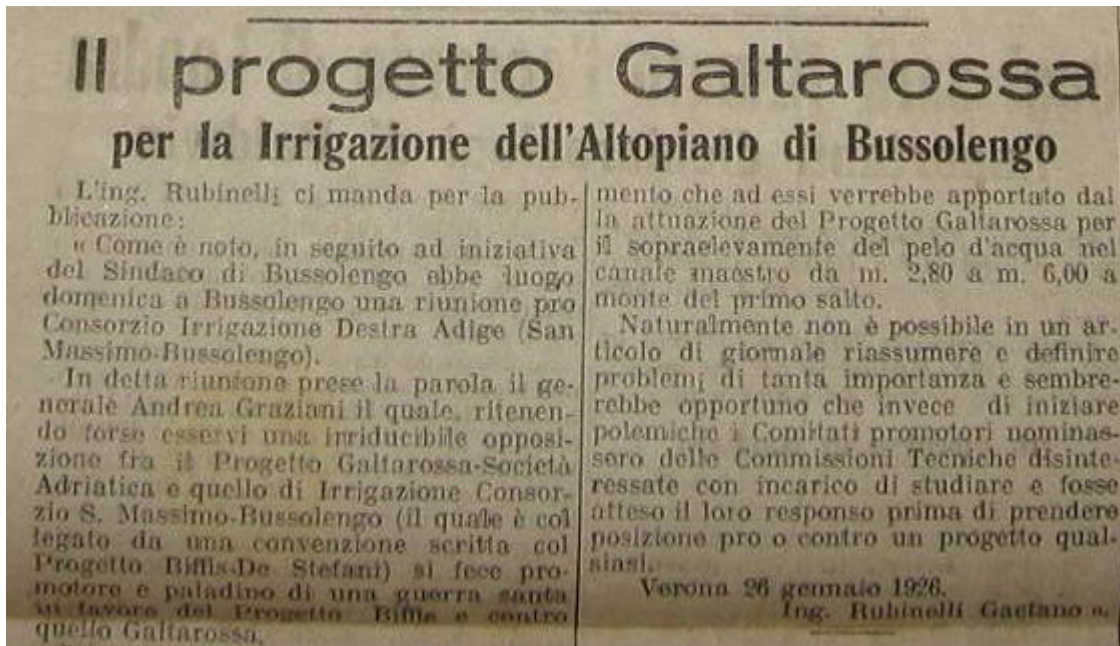 Il progetto Galtarossa
per la Irrigazione dell'Altopiano di Bussolengo
L'ing. Rubinelli ci manda per la pub-
blicazione:
« Come è noto, in seguito ad iniziativa
del Sindaco di Bussolengo ebbe luogo
domenica a Bussolengo una riunione pro
Consorzio Irrigazione Destra Adige (San
Massimo-Bussolengo).
In detta riunione prese la parola il ge-
nerale Andrea Graziani il quale, ritenen-
do forse esservi una irriducibile opposi-
zione fra il Progetto Galtarossa-Società
Adriatica e quello di Irrigazione Consor-
zio S. Massimo-Bussolengo (il quale è col
legato da una convenzione scritta col
Progetto Biffis-De Stefani) si fece pro-
motore e paladino di una guerra santa
in favore del Progetto Biffis e contro
quello Galtarossa.
mento che ad essi verrebbe apportato dal
la attuazione del Progetto Galtarossa per
il sopraelevamente del pelo d'acqua nel
canale maestro da m. 2,80 a m. 6,00 a
monte del primo salto.
Naturalmente non è possibile in un ar-
ticolo di giornale riassumere e definire
problemi di tanta importanza e sembre-
rebbe opportuno che invece di iniziare
polemiche i Comitati promotori nominas-
sero delle Commissioni Tecniche disinte-
ressate con incarico di studiare e fosse
atteso il loro responso prima di prendere
posizione pro o contro un progetto qual-
siasi.
Verona 26 gennaio 1926.
Ing. Rubinelli Gaetano ».